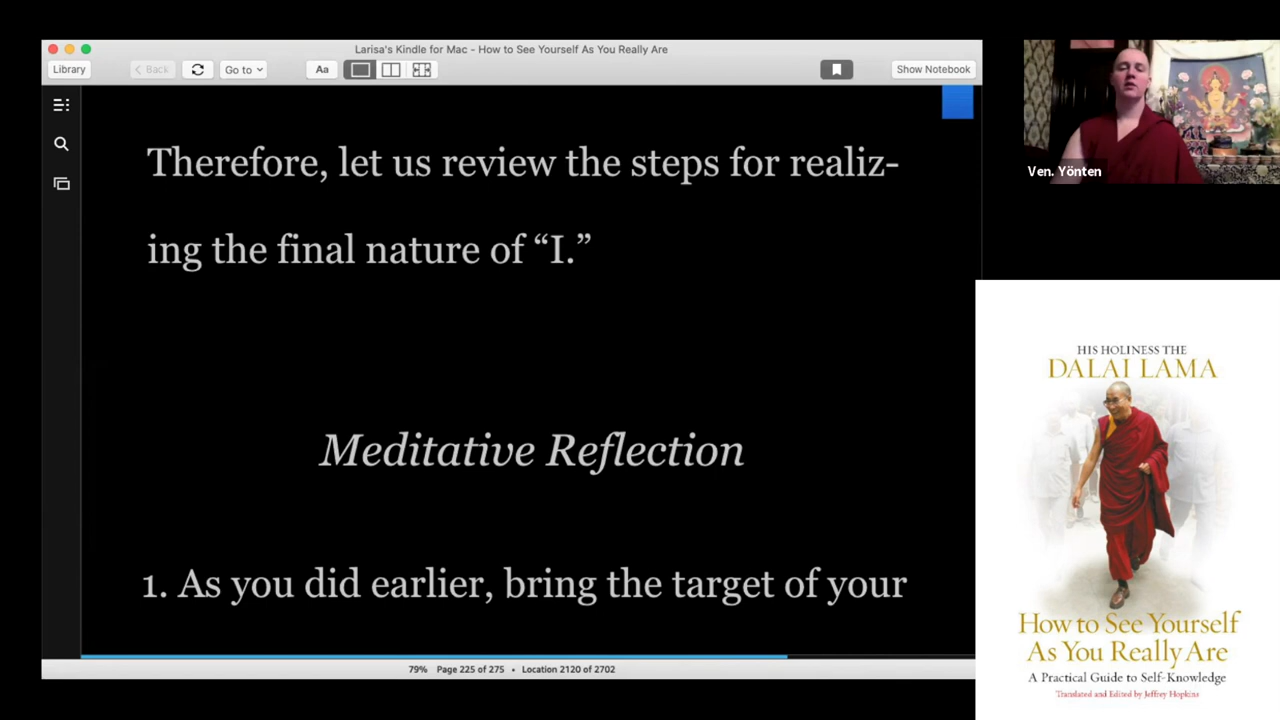 Larisa's Kindle for Mac - How to See Yourself As You Really Are
Library
Back
Go to
Aa
Show Notebook
Therefore, let us review the steps for realiz-
ing the final nature of “I.”
Meditative Reflection
1. As you did earlier, bring the target of your
79% Page 225 of 275 • Location 2120 of 2702
Ven. Yönten
HIS HOLINESS THE
DALAI LAMA
How to See Yourself
As You Really Are
A Practical Guide to Self-Knowledge
Translated and Edited by Jeffrey Hopkins